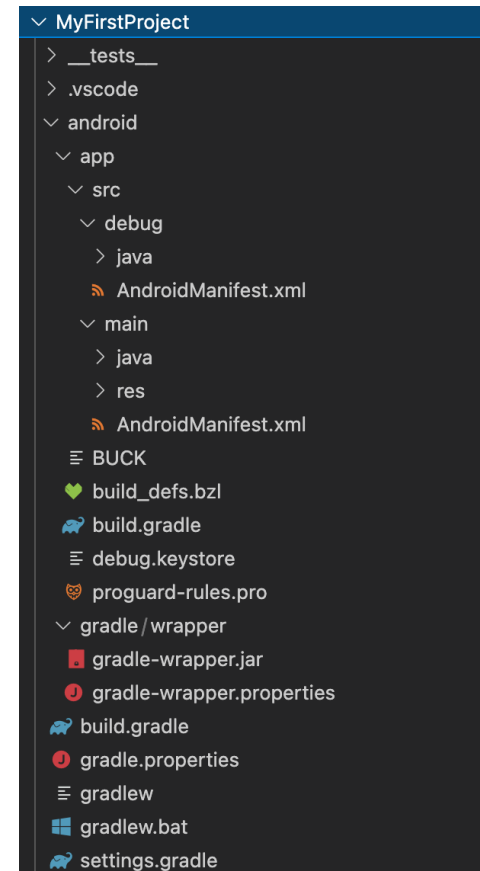 MyFirstProject
__tests__
.vscode
android
app
src
debug
java
AndroidManifest.xml
main
java
res
AndroidManifest.xml
BUCK
build_defs.bzl
build.gradle
debug.keystore
proguard-rules.pro
gradle/wrapper
gradle-wrapper.jar
gradle-wrapper.properties
build.gradle
gradle.properties
gradlew
gradlew.bat
settings.gradle